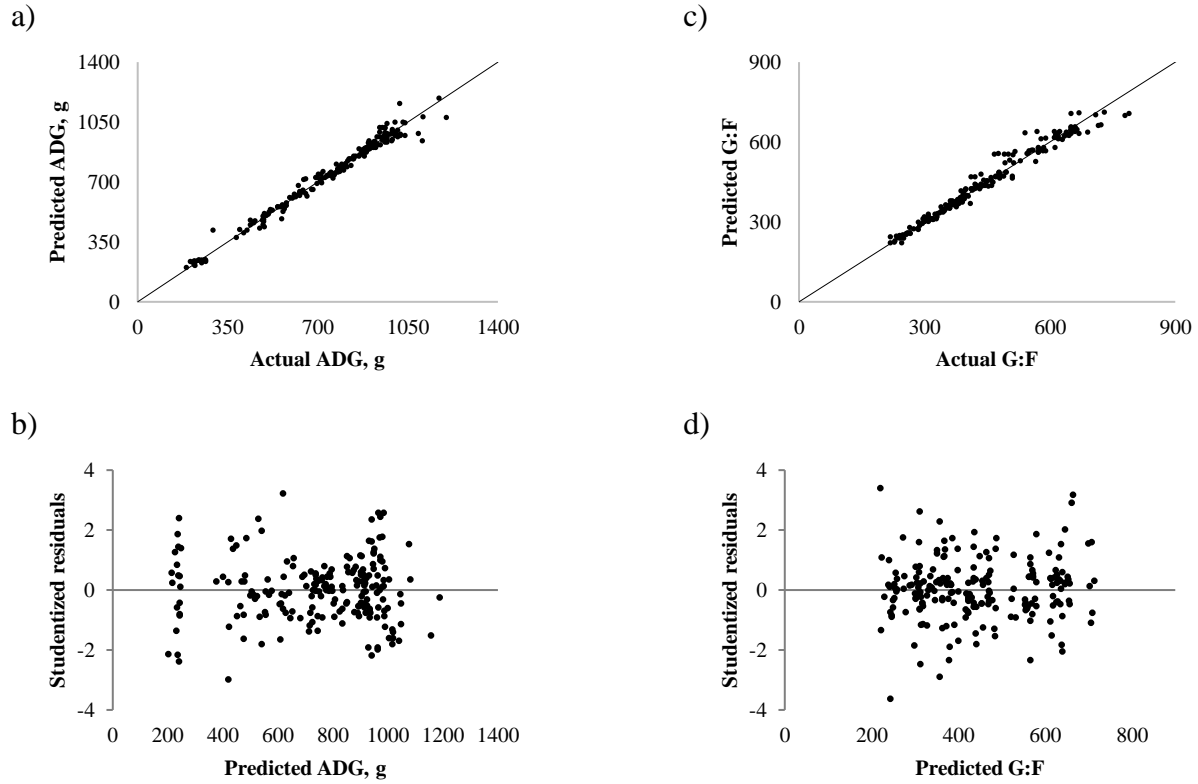 a)
1400
1050
700
350
0
Predicted ADG, g
0 350 700 1050 1400
Actual ADG, g
c)
900
600
300
0
Predicted G:F
0 300 600 900
Actual G:F
b)
4
2
0
-2
-4
Studentized residuals
0 200 400 600 800 1000 1200 1400
Predicted ADG, g
d)
4
2
0
-2
-4
Studentized residuals
0 200 400 600 800
Predicted G:F